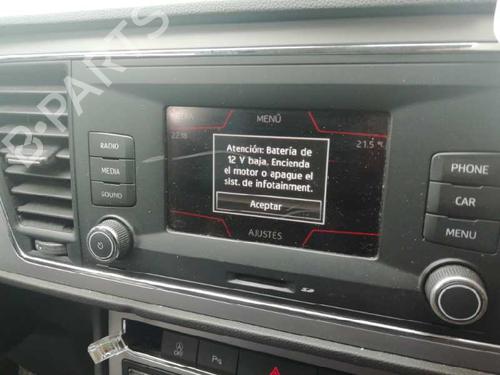 B-PARTS
MENÚ
21.5 °C
Atención: Batería de
12 V baja. Encienda
el motor o apague el
sist. de infotainment.
Aceptar
AJUSTES
RADIO
MEDIA
SOUND
PHONE
CAR
MENU